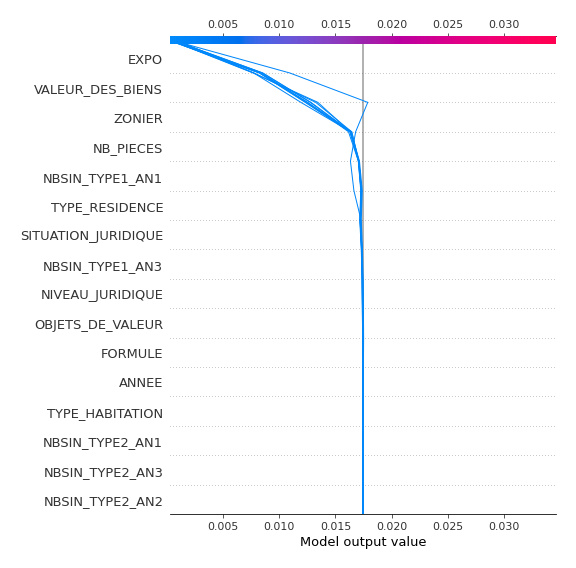 0.005 0.010 0.015 0.020 0.025 0.030
EXPO
VALEUR_DES_BIENS
ZONIER
NB_PIECES
NBSIN_TYPE1_AN1
TYPE_RESIDENCE
SITUATION_JURIDIQUE
NBSIN_TYPE1_AN3
NIVEAU_JURIDIQUE
OBJETS_DE_VALEUR
FORMULE
ANNEE
TYPE_HABITATION
NBSIN_TYPE2_AN1
NBSIN_TYPE2_AN3
NBSIN_TYPE2_AN2
0.005 0.010 0.015 0.020 0.025 0.030
Model output value